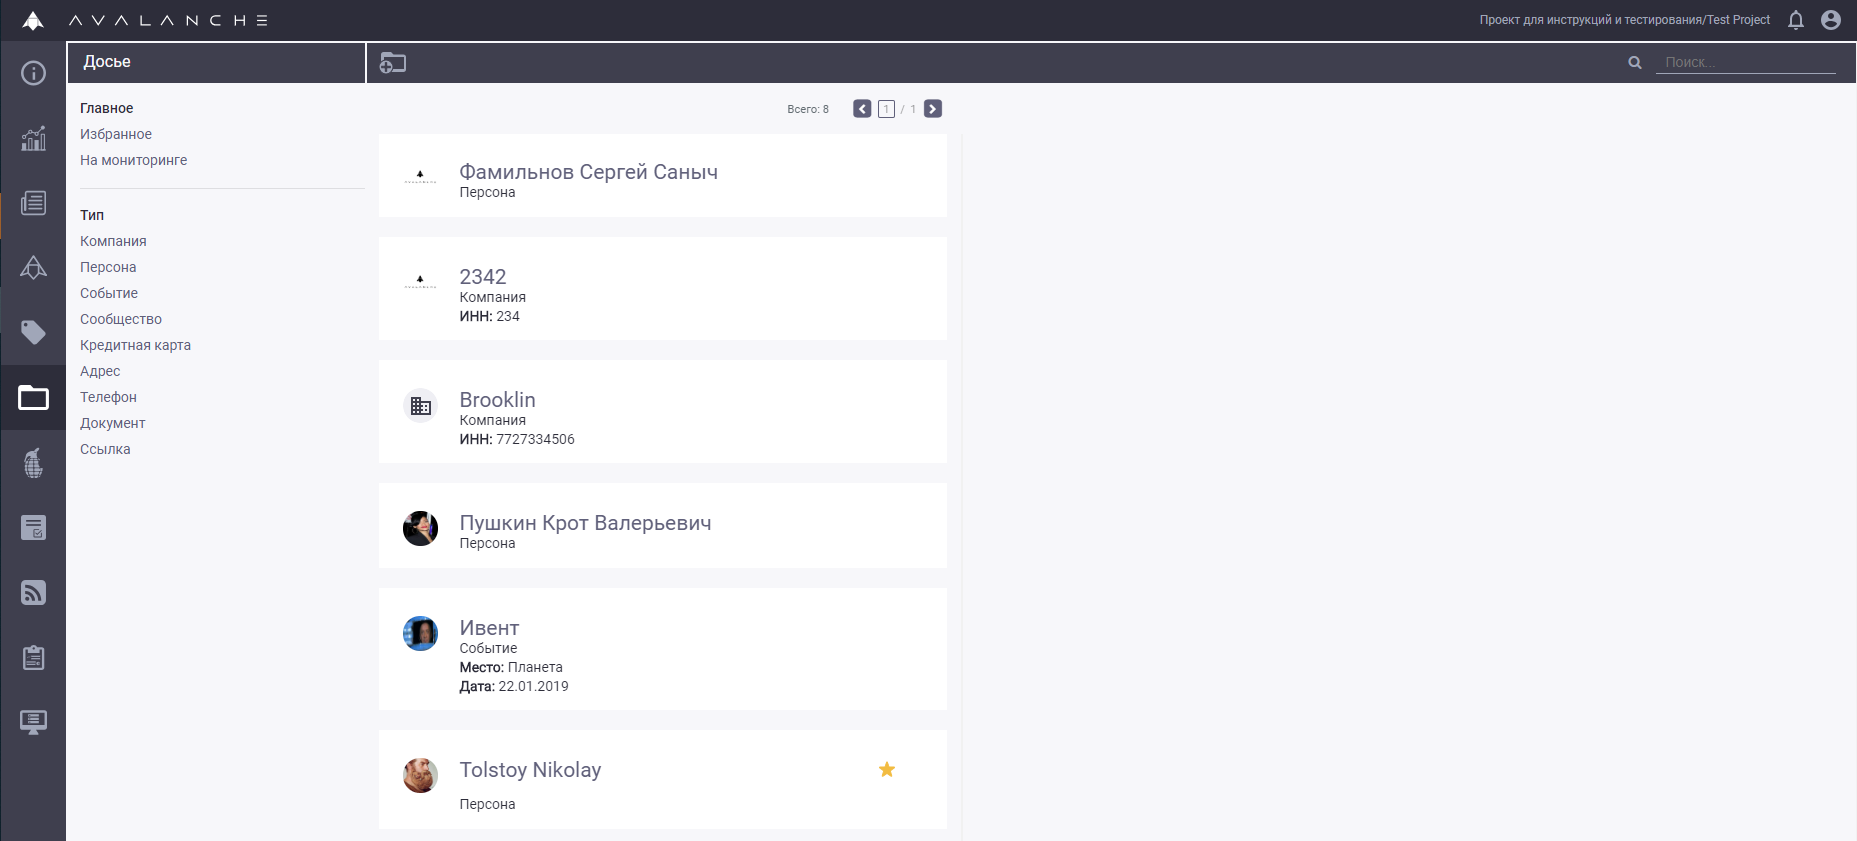 AVALANCHE
Проект для инструкций и тестирования/Test Project
Досье
Поиск...
Главное
Избранное
На мониторинге
Тип
Компания
Персона
Событие
Сообщество
Кредитная карта
Адрес
Телефон
Документ
Ссылка
Всего: 8
1 / 1
Фамильнов Сергей Саныч
Персона
2342
Компания
ИНН: 234
Brooklin
Компания
ИНН: 7727334506
Пушкин Крот Валерьевич
Персона
Ивент
Событие
Место: Планета
Дата: 22.01.2019
Tolstoy Nikolay
Персона